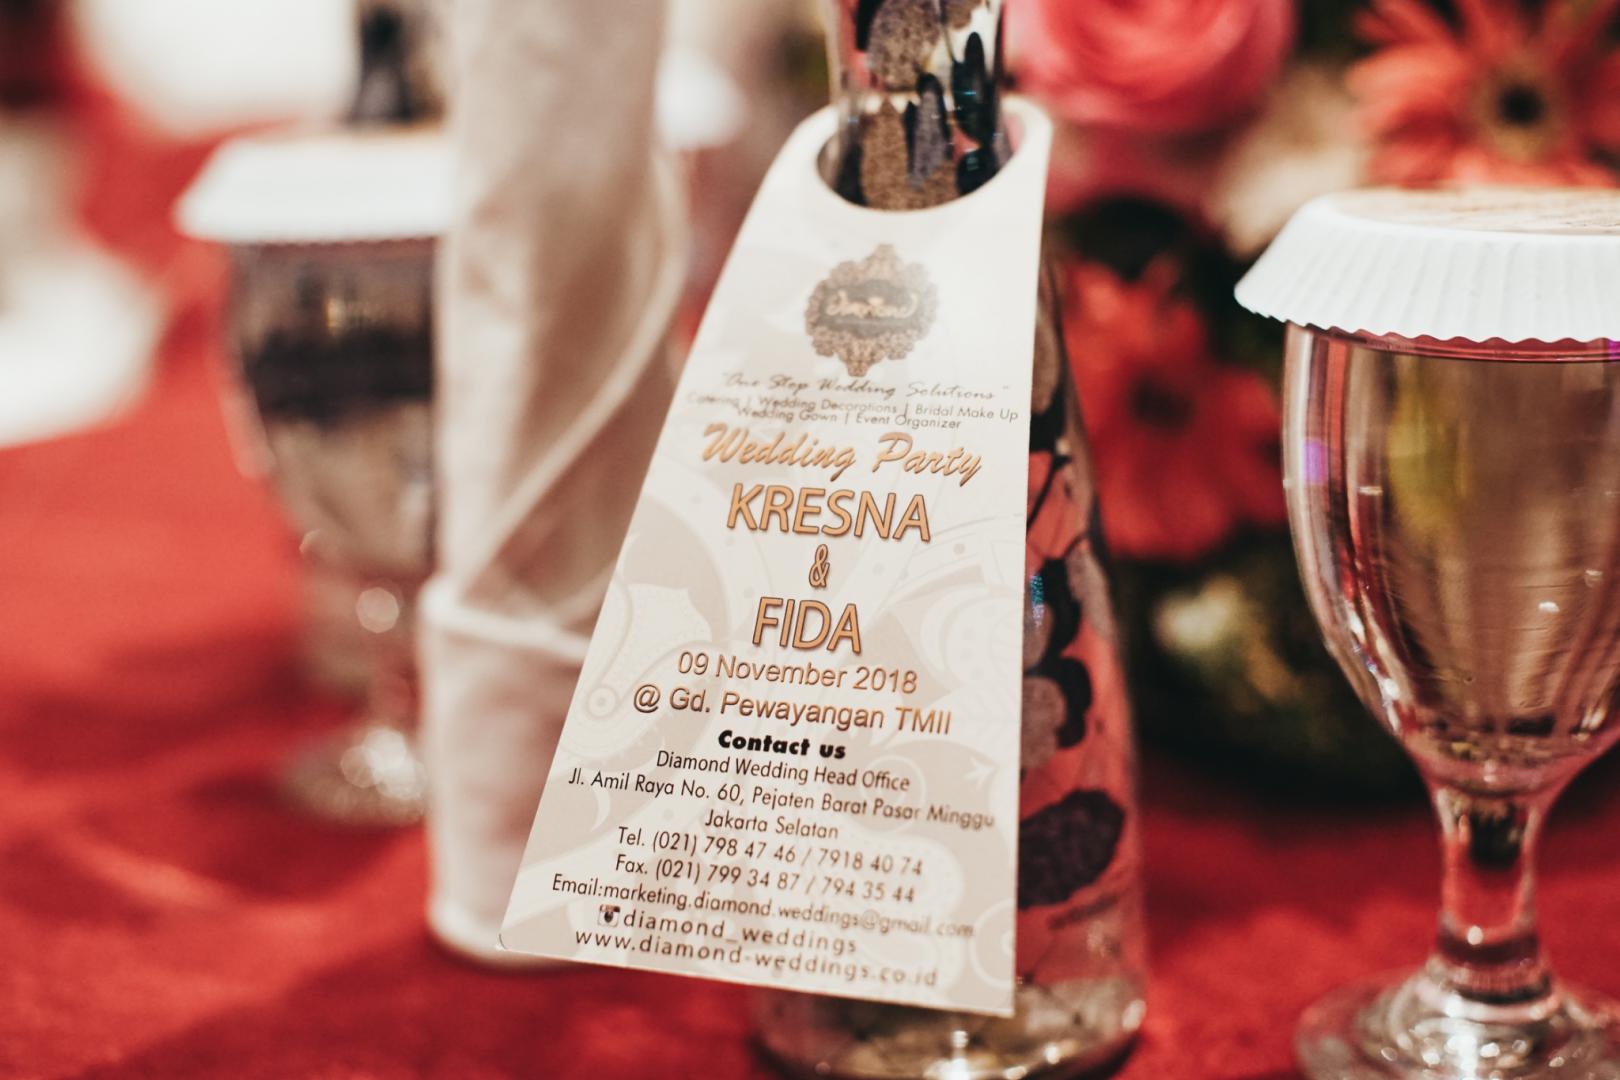 Diamond
"One Stop Wedding Solutions"
Catering | Wedding Decorations | Bridal Make Up
Wedding Gown | Event Organizer
Wedding Party
KRESNA
&
FIDA
09 November 2018
@ Gd. Pewayangan TMII
Contact us
Diamond Wedding Head Office
Jl. Amil Raya No. 60, Pejaten Barat Pasar Minggu
Jakarta Selatan
Tel. (021) 798 47 46 / 7918 40 74
Fax. (021) 799 34 87 / 794 35 44
Email:marketing.diamond.weddings@gmail.com
diamond_weddings
www.diamond-weddings.co.id